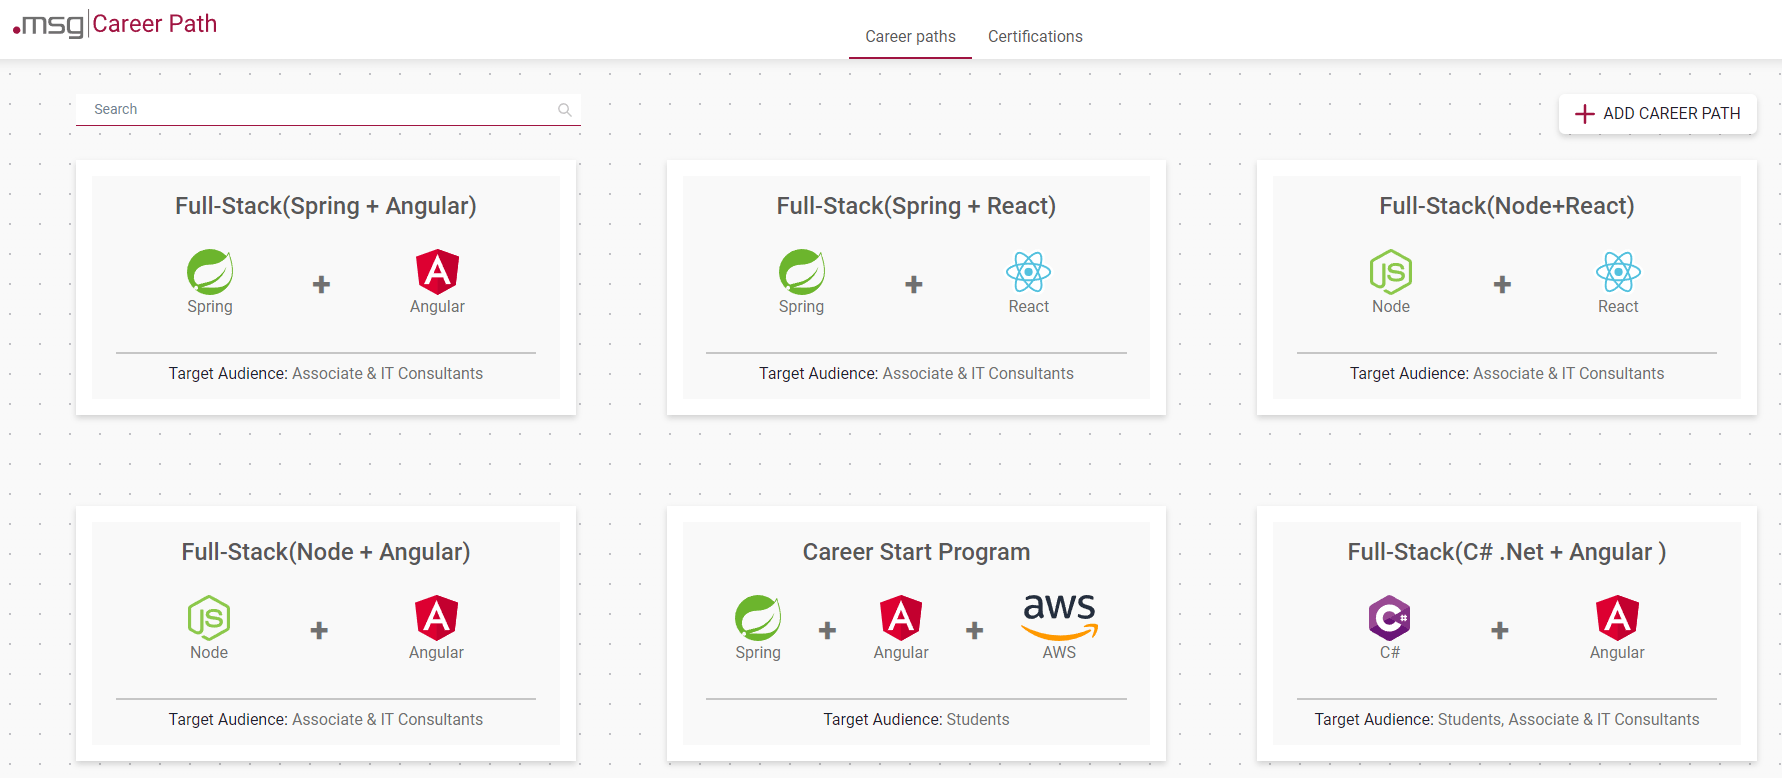 .msg Career Path
Career paths Certifications
Search
ADD CAREER PATH
Full-Stack(Spring + Angular)
Spring + Angular
Target Audience: Associate & IT Consultants
Full-Stack(Spring + React)
Spring + React
Target Audience: Associate & IT Consultants
Full-Stack(Node+React)
JS
Node + React
Target Audience: Associate & IT Consultants
Full-Stack(Node + Angular)
JS
Node + Angular
Target Audience: Associate & IT Consultants
Career Start Program
aws
Spring + Angular + AWS
Target Audience: Students
Full-Stack(C# .Net + Angular )
C#
C# + Angular
Target Audience: Students, Associate & IT Consultants